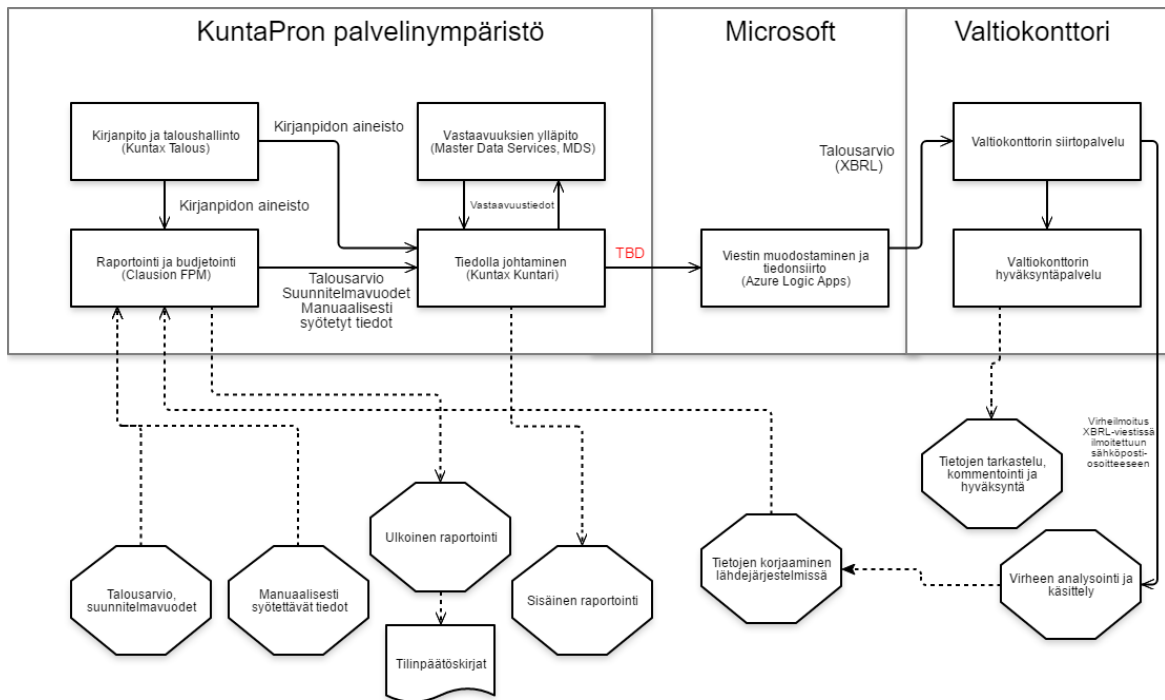 KuntaPron palvelinympäristö
Microsoft
Valtiokonttori
Kirjanpito ja taloushallinto
(Kuntax Talous)
Kirjanpidon aineisto
Vastaavuuksien ylläpito
(Master Data Services, MDS)
Talousarvio
(XBRL)
Valtiokonttorin siirtopalvelu
Kirjanpidon aineisto
Vastaavuustiedot
Raportointi ja budjetointi
(Clausion FPM)
Talousarvio
Suunnitelmavuodet
Manuaalisesti
syötetyt tiedot
Tiedolla johtaminen
(Kuntax Kuntari)
TBD
Viestin muodostaminen ja
tiedonsiirto
(Azure Logic Apps)
Valtiokonttorin
hyväksyntäpalvelu
Virheilmoitus
XBRL-viestissä
ilmoitettuun
sähköposti-
osoitteeseen
Tietojen tarkastelu,
kommentointi ja
hyväksyntä
Talousarvio,
suunnitelmavuodet
Manuaalisesti
syötettävät tiedot
Ulkoinen raportointi
Sisäinen raportointi
Tietojen korjaaminen
lähdejärjestelmissä
Virheen analysointi ja
käsittely
Tilinpäätöskirjat